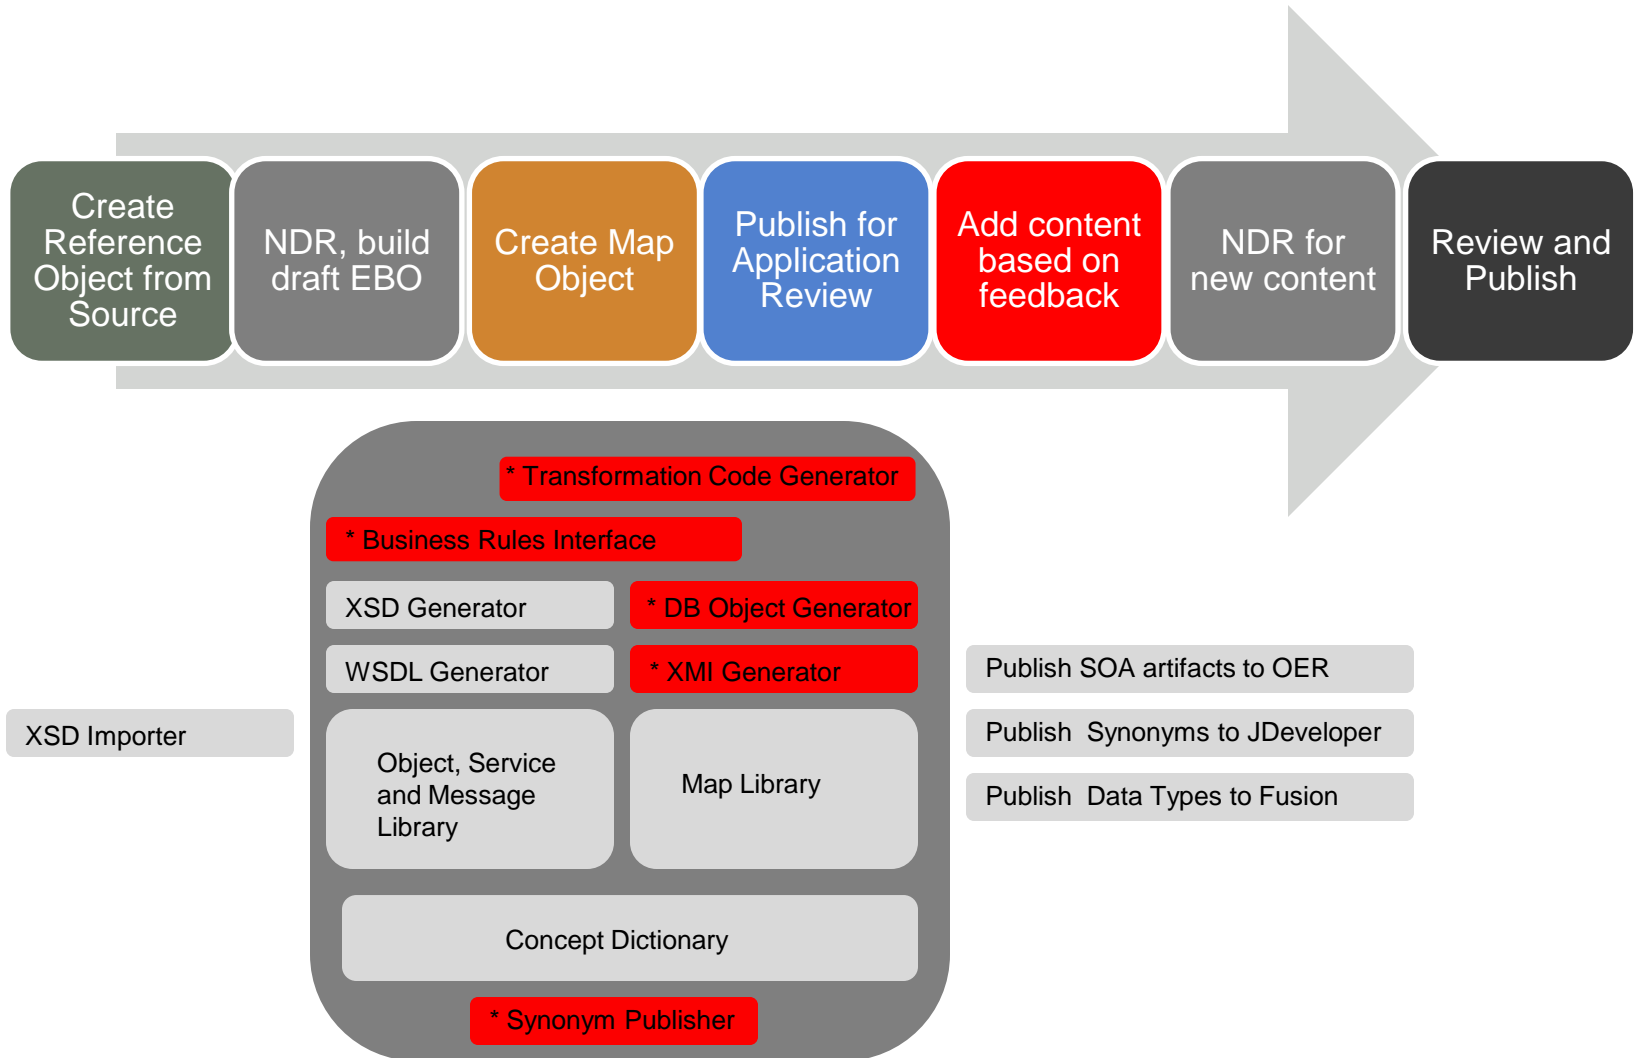 Create
Reference
Object from
Source
NDR, build
draft EBO
Create Map
Object
Publish for
Application
Review
Add content
based on
feedback
NDR for
new content
Review and
Publish
* Transformation Code Generator
* Business Rules Interface
XSD Generator
* DB Object Generator
WSDL Generator
* XMI Generator
Publish SOA artifacts to OER
XSD Importer
Object, Service
and Message
Library
Map Library
Publish Synonyms to JDeveloper
Publish Data Types to Fusion
Concept Dictionary
* Synonym Publisher